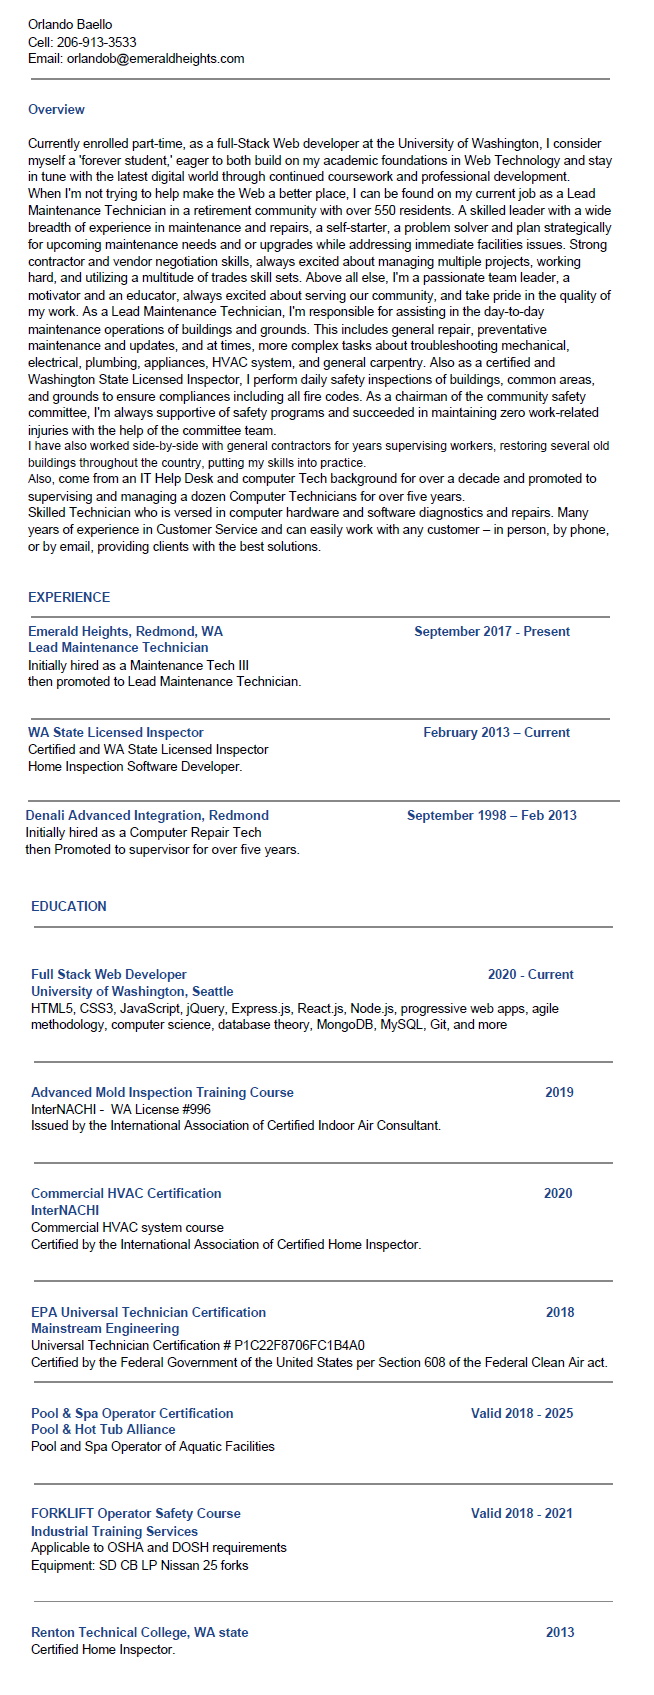 Orlando Baello
Cell: 206-913-3533
Email: orlandob@emeraldheights.com
Overview
Currently enrolled part-time, as a full-Stack Web developer at the University of Washington, I consider
myself a 'forever student,' eager to both build on my academic foundations in Web Technology and stay
in tune with the latest digital world through continued coursework and professional development.
When I'm not trying to help make the Web a better place, I can be found on my current job as a Lead
Maintenance Technician in a retirement community with over 550 residents. A skilled leader with a wide
breadth of experience in maintenance and repairs, a self-starter, a problem solver and plan strategically
for upcoming maintenance needs and or upgrades while addressing immediate facilities issues. Strong
contractor and vendor negotiation skills, always excited about managing multiple projects, working
hard, and utilizing a multitude of trades skill sets. Above all else, I'm a passionate team leader, a
motivator and an educator, always excited about serving our community, and take pride in the quality of
my work. As a Lead Maintenance Technician, I'm responsible for assisting in the day-to-day
maintenance operations of buildings and grounds. This includes general repair, preventative
maintenance and updates, and at times, more complex tasks about troubleshooting mechanical,
electrical, plumbing, appliances, HVAC system, and general carpentry. Also as a certified and
Washington State Licensed Inspector, I perform daily safety inspections of buildings, common areas,
and grounds to ensure compliances including all fire codes. As a chairman of the community safety
committee, I'm always supportive of safety programs and succeeded in maintaining zero work-related
injuries with the help of the committee team.
I have also worked side-by-side with general contractors for years supervising workers, restoring several old
buildings throughout the country, putting my skills into practice.
Also, come from an IT Help Desk and computer Tech background for over a decade and promoted to
supervising and managing a dozen Computer Technicians for over five years.
Skilled Technician who is versed in computer hardware and software diagnostics and repairs. Many
years of experience in Customer Service and can easily work with any customer – in person, by phone,
or by email, providing clients with the best solutions.
EXPERIENCE
Emerald Heights, Redmond, WA September 2017 - Present
Lead Maintenance Technician
Initially hired as a Maintenance Tech III
then promoted to Lead Maintenance Technician.
WA State Licensed Inspector February 2013 – Current
Certified and WA State Licensed Inspector
Home Inspection Software Developer.
Denali Advanced Integration, Redmond September 1998 – Feb 2013
Initially hired as a Computer Repair Tech
then Promoted to supervisor for over five years.
EDUCATION
Full Stack Web Developer 2020 - Current
University of Washington, Seattle
HTML5, CSS3, JavaScript, jQuery, Express.js, React.js, Node.js, progressive web apps, agile
methodology, computer science, database theory, MongoDB, MySQL, Git, and more
Advanced Mold Inspection Training Course 2019
InterNACHI - WA License #996
Issued by the International Association of Certified Indoor Air Consultant.
Commercial HVAC Certification 2020
InterNACHI
Commercial HVAC system course
Certified by the International Association of Certified Home Inspector.
EPA Universal Technician Certification 2018
Mainstream Engineering
Universal Technician Certification # P1C22F8706FC1B4A0
Certified by the Federal Government of the United States per Section 608 of the Federal Clean Air act.
Pool & Spa Operator Certification Valid 2018 - 2025
Pool & Hot Tub Alliance
Pool and Spa Operator of Aquatic Facilities
FORKLIFT Operator Safety Course Valid 2018 - 2021
Industrial Training Services
Applicable to OSHA and DOSH requirements
Equipment: SD CB LP Nissan 25 forks
Renton Technical College, WA state 2013
Certified Home Inspector.